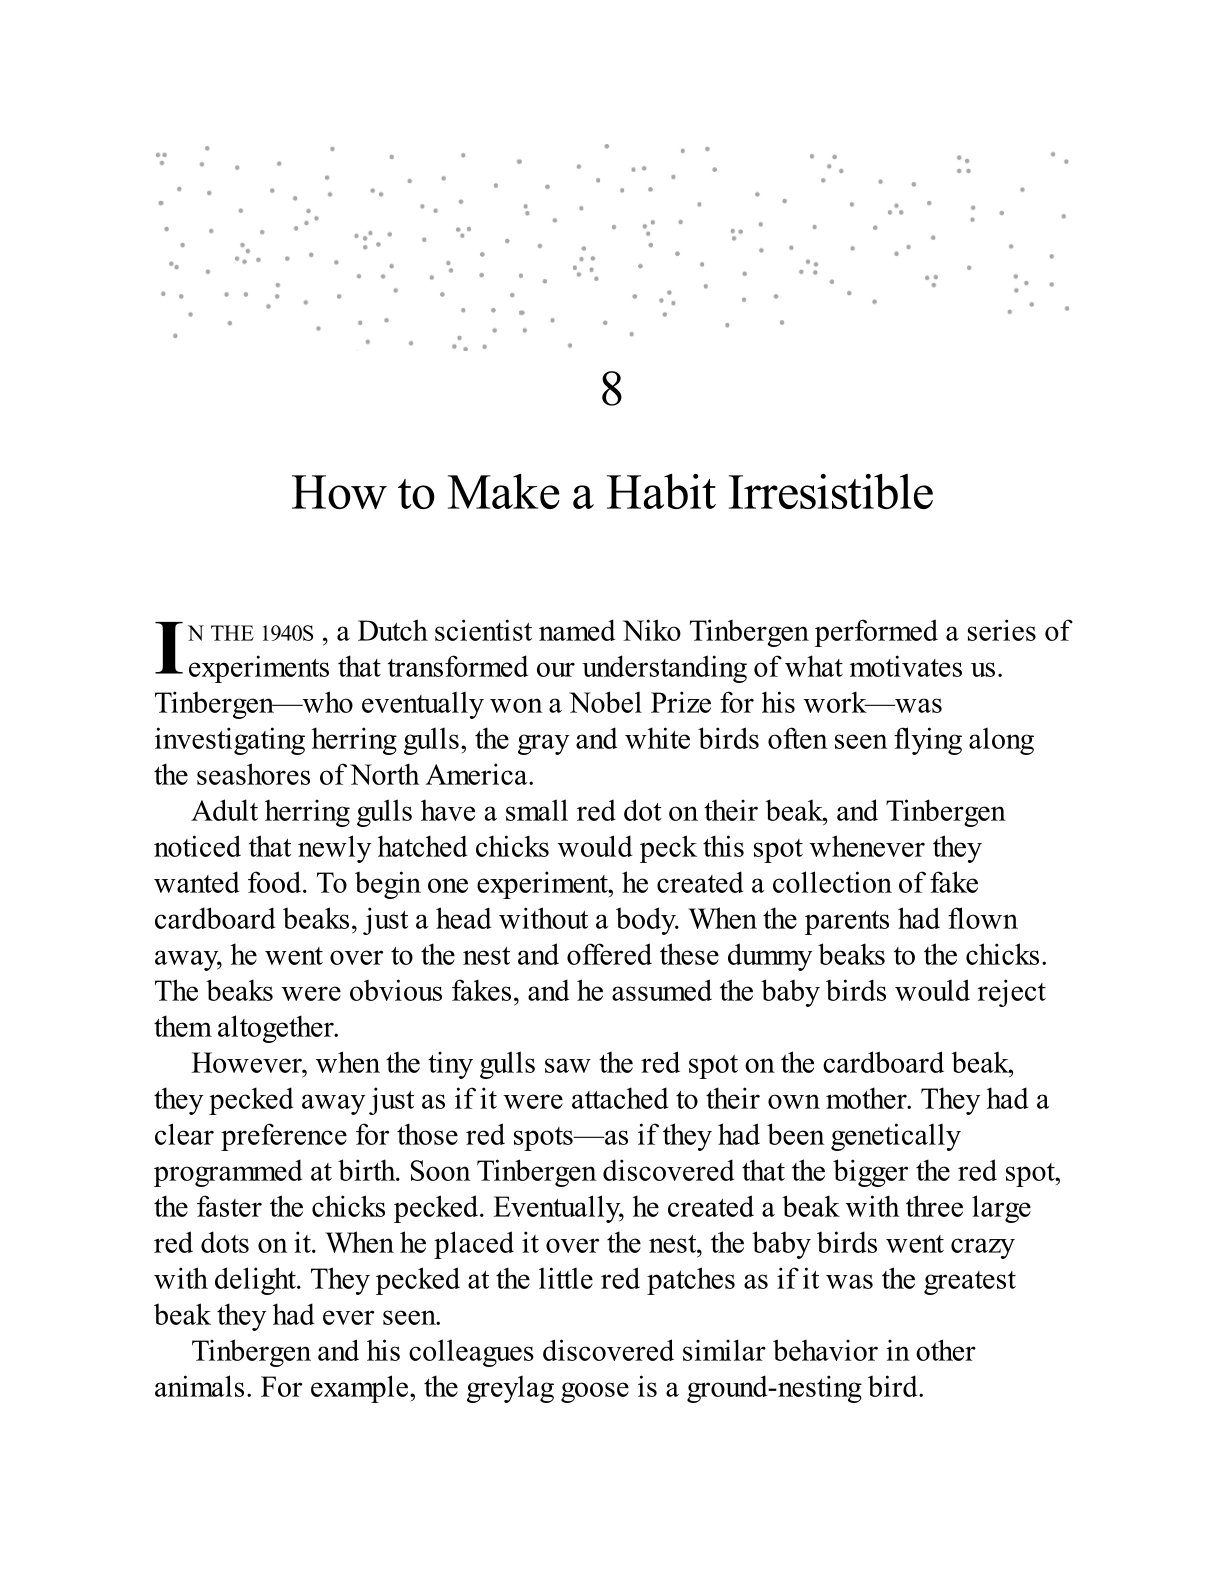 8
How to Make a Habit Irresistible
IN THE 1940S , a Dutch scientist named Niko Tinbergen performed a series of
experiments that transformed our understanding of what motivates us.
Tinbergen—who eventually won a Nobel Prize for his work—was
investigating herring gulls, the gray and white birds often seen flying along
the seashores of North America.
Adult herring gulls have a small red dot on their beak, and Tinbergen
noticed that newly hatched chicks would peck this spot whenever they
wanted food. To begin one experiment, he created a collection of fake
cardboard beaks, just a head without a body. When the parents had flown
away, he went over to the nest and offered these dummy beaks to the chicks.
The beaks were obvious fakes, and he assumed the baby birds would reject
them altogether.
However, when the tiny gulls saw the red spot on the cardboard beak,
they pecked away just as if it were attached to their own mother. They had a
clear preference for those red spots—as if they had been genetically
programmed at birth. Soon Tinbergen discovered that the bigger the red spot,
the faster the chicks pecked. Eventually, he created a beak with three large
red dots on it. When he placed it over the nest, the baby birds went crazy
with delight. They pecked at the little red patches as if it was the greatest
beak they had ever seen.
Tinbergen and his colleagues discovered similar behavior in other
animals. For example, the greylag goose is a ground-nesting bird.